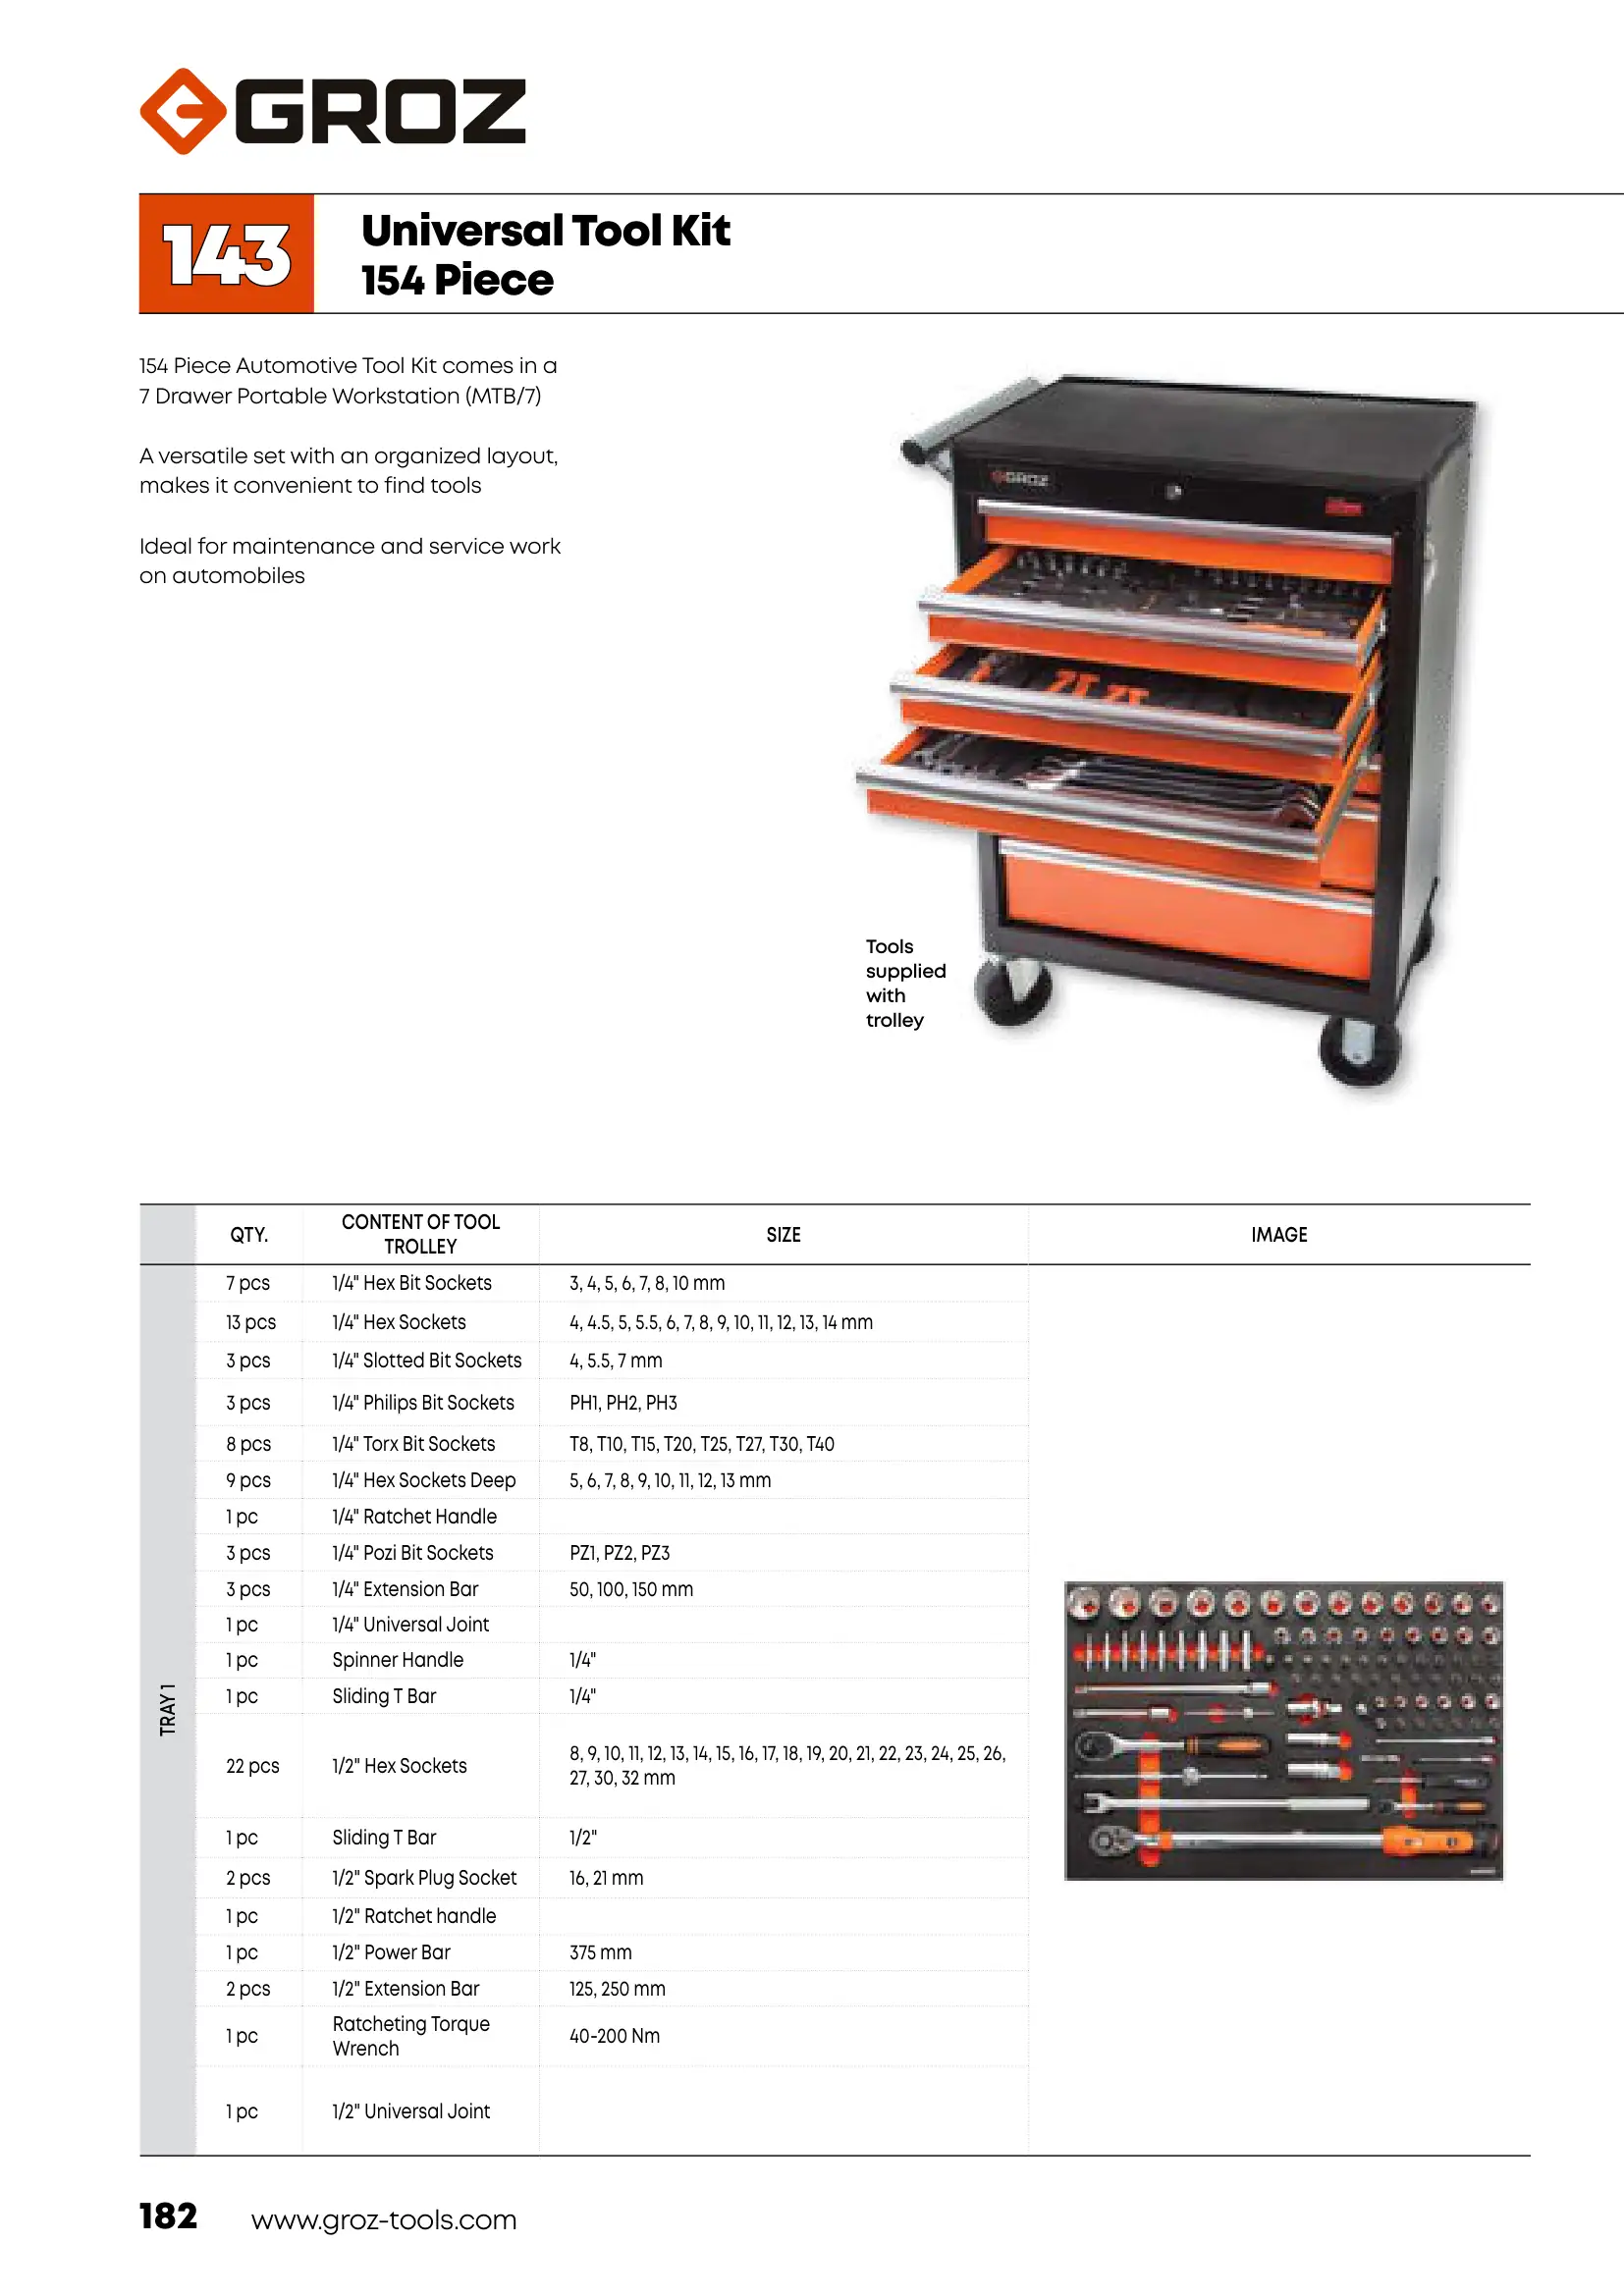 GROZ
143
Universal Tool Kit
154 Piece
154 Piece Automotive Tool Kit comes in a
7 Drawer Portable Workstation (MTB/7)
A versatile set with an organized layout,
makes it convenient to find tools
Ideal for maintenance and service work
on automobiles
GROZ
Tools
supplied
with
trolley
QTY. CONTENT OF TOOL TROLLEY SIZE IMAGE
TRAY 1
7 pcs 1/4" Hex Bit Sockets 3, 4, 5, 6, 7, 8, 10 mm
13 pcs 1/4" Hex Sockets 4, 4.5, 5, 5.5, 6, 7, 8, 9, 10, 11, 12, 13, 14 mm
3 pcs 1/4" Slotted Bit Sockets 4, 5.5, 7 mm
3 pcs 1/4" Philips Bit Sockets PH1, PH2, PH3
8 pcs 1/4" Torx Bit Sockets T8, T10, T15, T20, T25, T27, T30, T40
9 pcs 1/4" Hex Sockets Deep 5, 6, 7, 8, 9, 10, 11, 12, 13 mm
1 pc 1/4" Ratchet Handle
3 pcs 1/4" Pozi Bit Sockets PZ1, PZ2, PZ3
3 pcs 1/4" Extension Bar 50, 100, 150 mm
1 pc 1/4" Universal Joint
1 pc Spinner Handle 1/4"
1 pc Sliding T Bar 1/4"
22 pcs 1/2" Hex Sockets 8, 9, 10, 11, 12, 13, 14, 15, 16, 17, 18, 19, 20, 21, 22, 23, 24, 25, 26,
27, 30, 32 mm
1 pc Sliding T Bar 1/2"
2 pcs 1/2" Spark Plug Socket 16, 21 mm
1 pc 1/2" Ratchet handle
1 pc 1/2" Power Bar 375 mm
2 pcs 1/2" Extension Bar 125, 250 mm
1 pc Ratcheting Torque Wrench 40-200 Nm
1 pc 1/2" Universal Joint
182 www.groz-tools.com